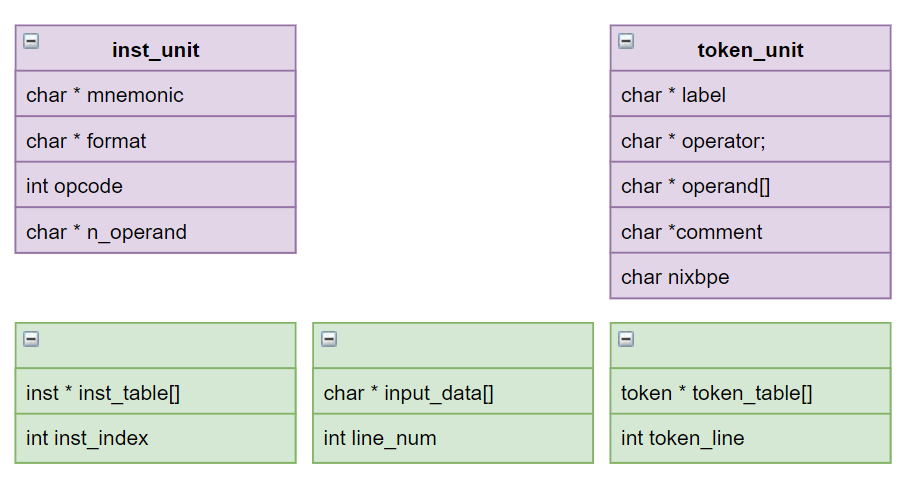 inst_unit
char * mnemonic
char * format
int opcode
char * n_operand
token_unit
char * label
char * operator;
char * operand[]
char *comment
char nixbpe
inst * inst_table[]
int inst_index
char * input_data[]
int line_num
token * token_table[]
int token_line